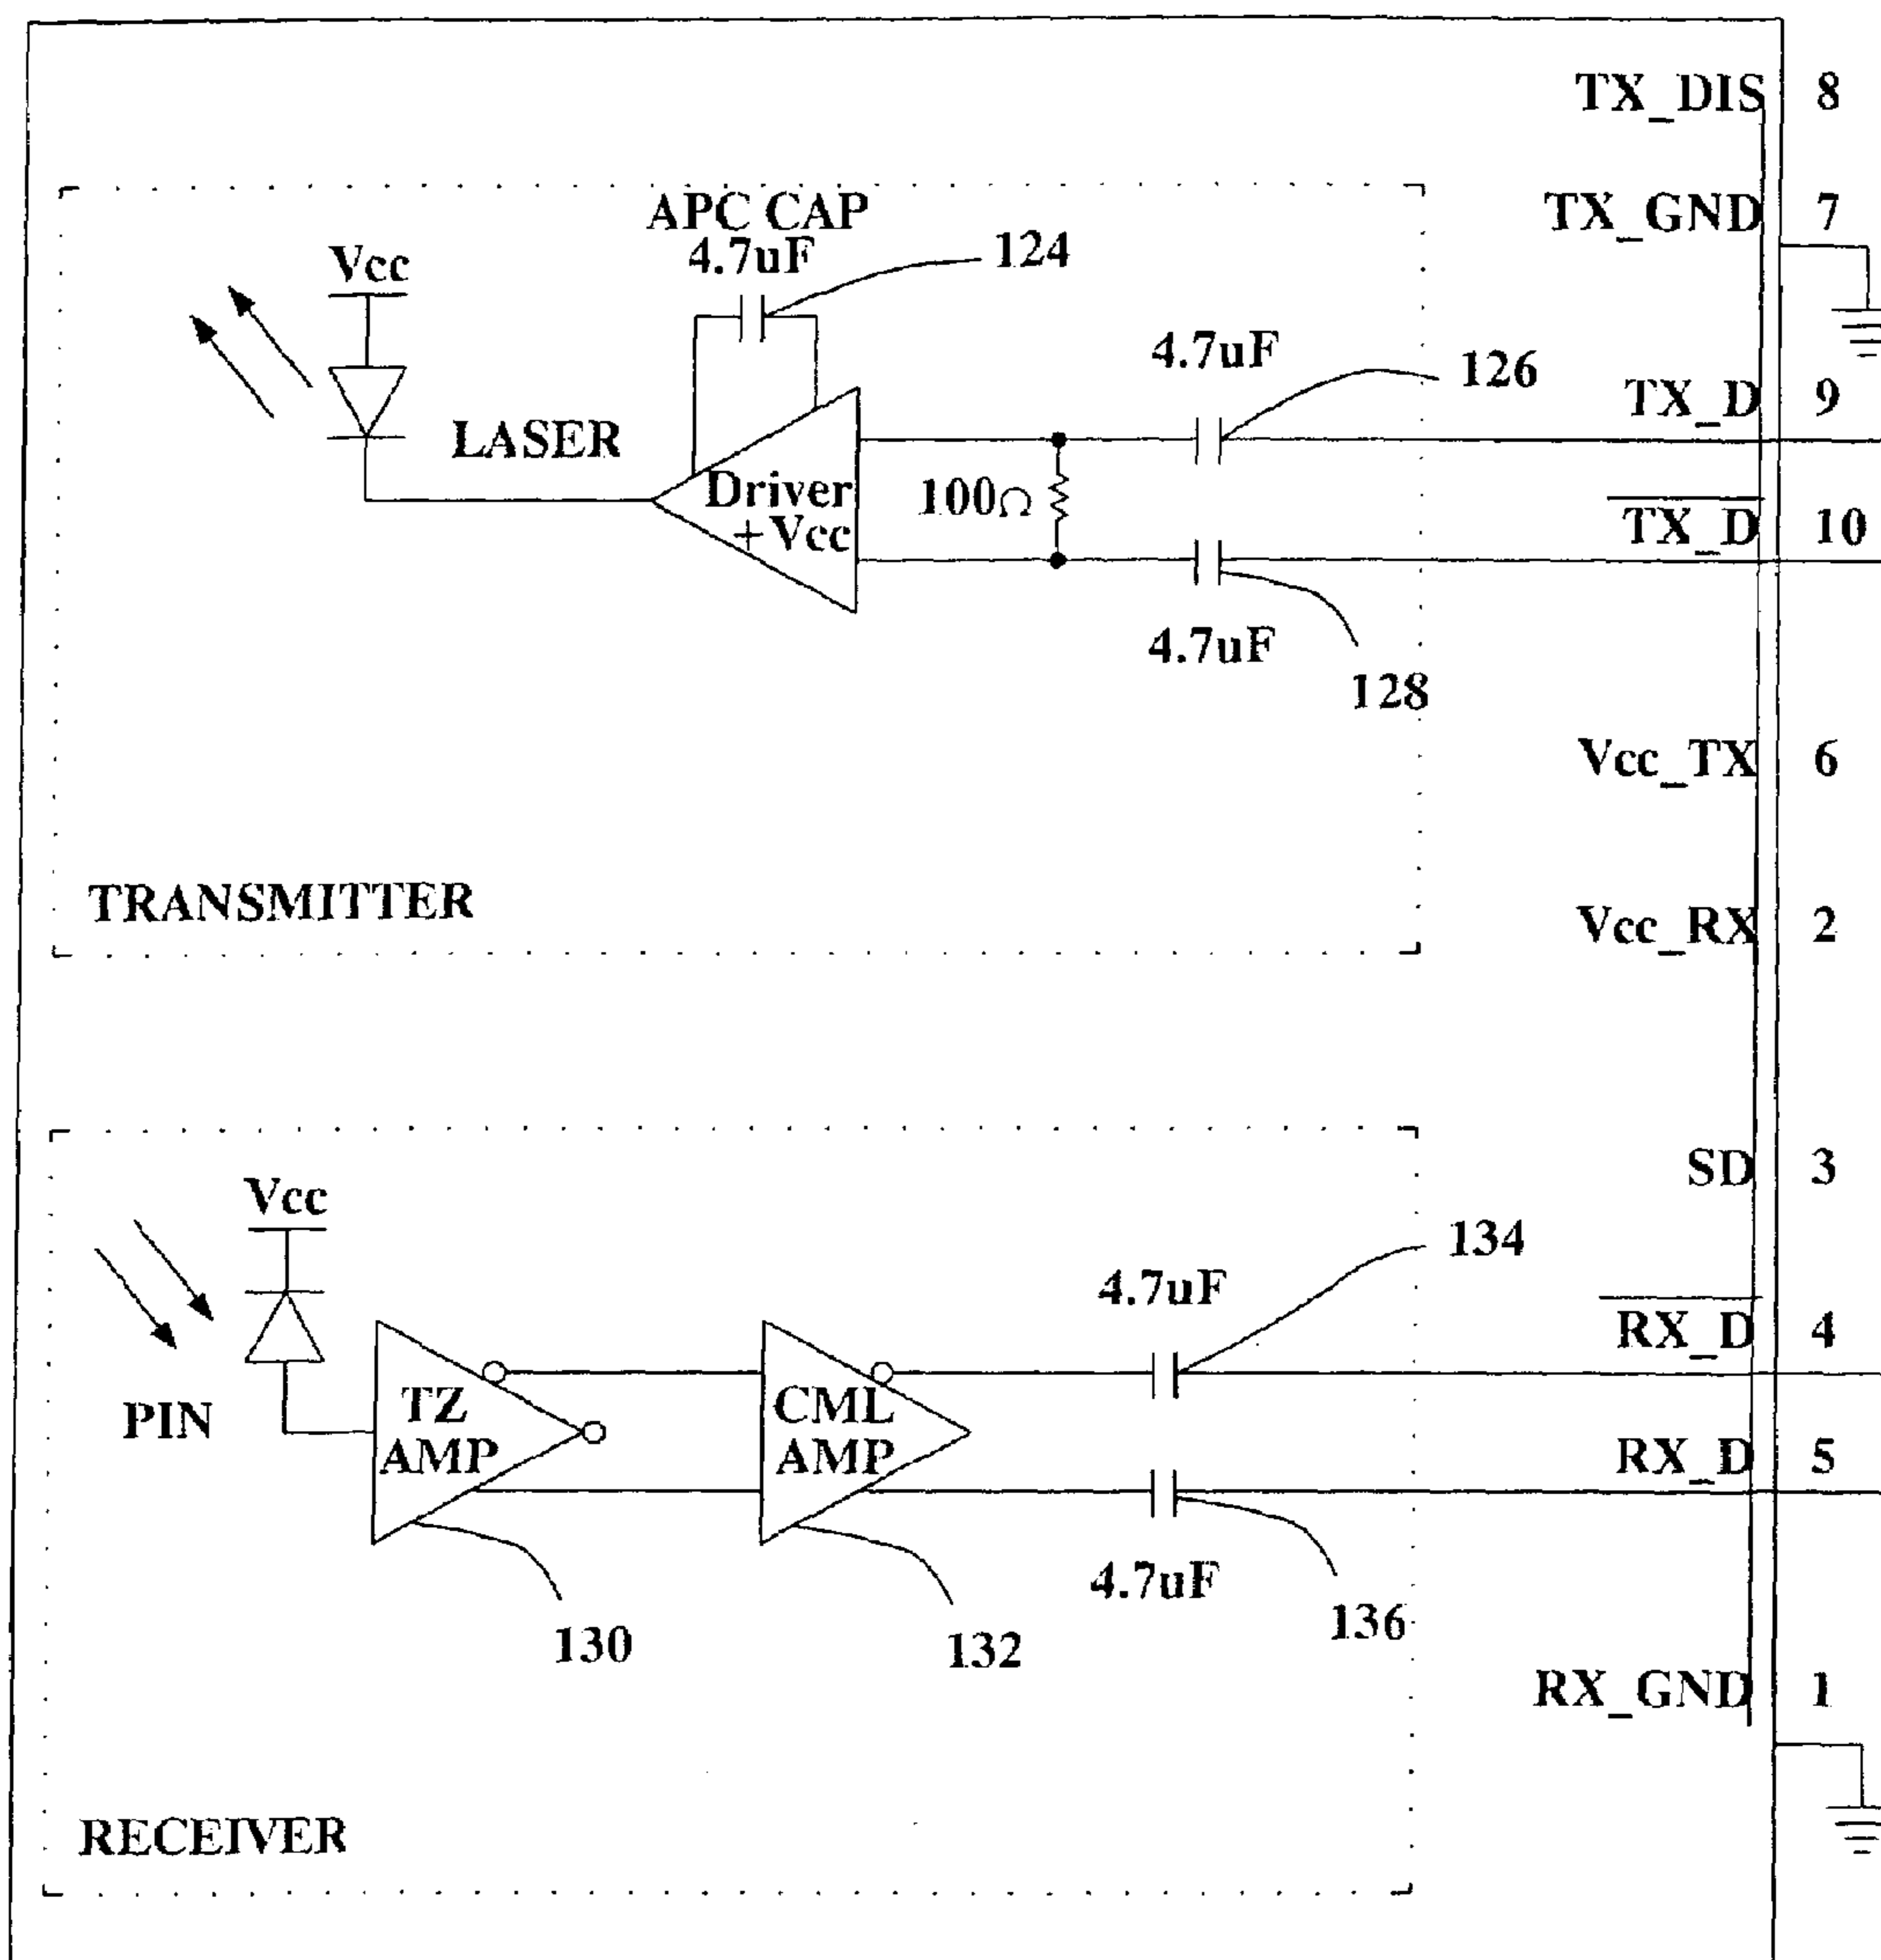 TX_DIS 8
TX_GND 7
APC CAP
4.7uF
124
Vcc
4.7uF
126
TX_D 9
LASER
Driver
+Vcc
100Ω
TX_D 10
4.7uF
128
Vcc_TX 6
TRANSMITTER
Vcc_RX 2
SD 3
Vcc
134
4.7uF
RX_D 4
PIN
TZ
AMP
CML
AMP
RX_D 5
4.7uF
136
130
132
RX_GND 1
RECEIVER